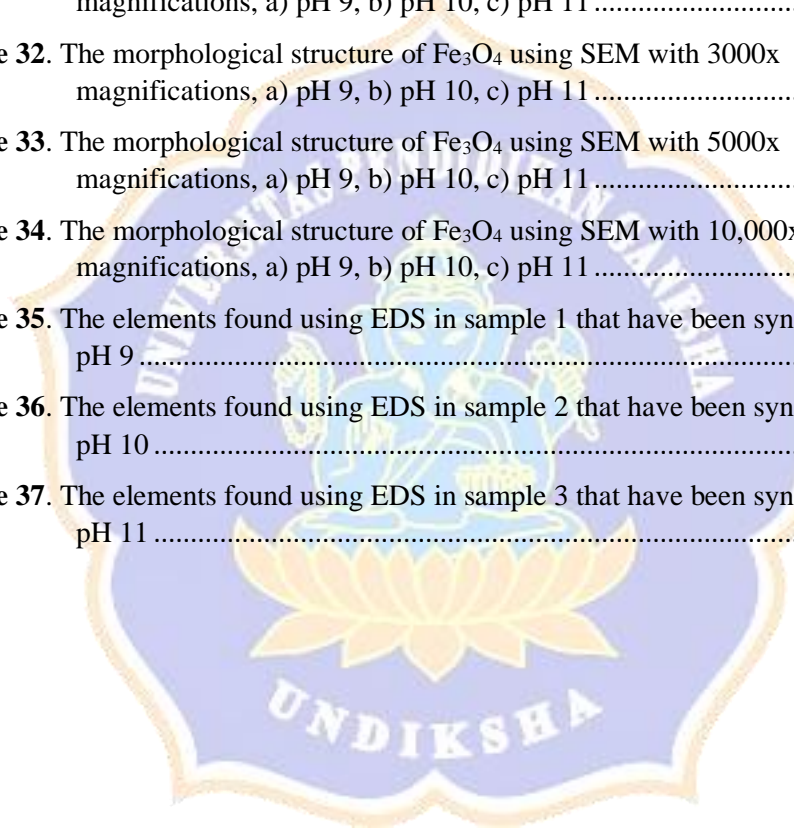 magnifications, a) pH 9, b) pH 10, c) pH 11 ........................................
e 32. The morphological structure of Fe₃O₄ using SEM with 3000x
magnifications, a) pH 9, b) pH 10, c) pH 11 ........................................
e 33. The morphological structure of Fe₃O₄ using SEM with 5000x
magnifications, a) pH 9, b) pH 10, c) pH 11 ........................................
e 34. The morphological structure of Fe₃O₄ using SEM with 10,000x
magnifications, a) pH 9, b) pH 10, c) pH 11 ........................................
e 35. The elements found using EDS in sample 1 that have been syn
pH 9 ........................................
e 36. The elements found using EDS in sample 2 that have been syn
pH 10 ........................................
e 37. The elements found using EDS in sample 3 that have been syn
pH 11 ........................................
UNIVERSITAS PENDIDIKAN GANESHA
UNDIKSHA